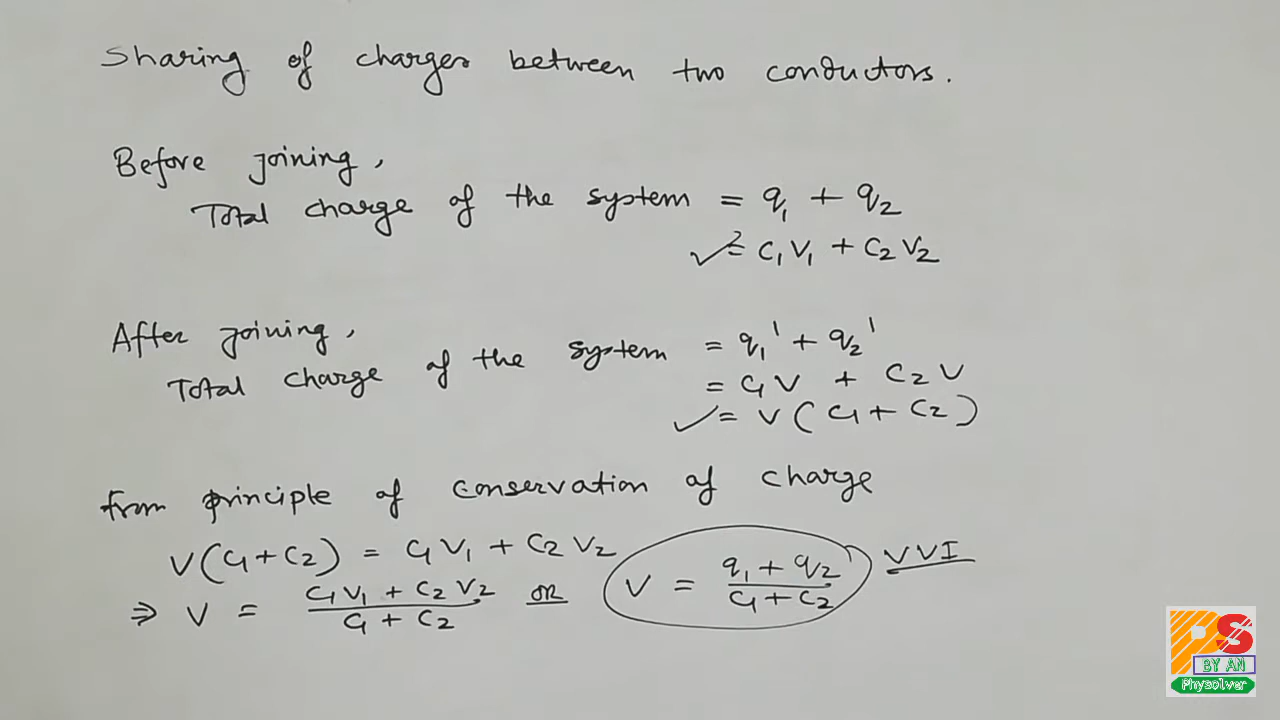 Sharing of charges between two conductors.
Before joining,
Total charge of the system = q₁ + q₂
= C₁V₁ + C₂V₂
After joining,
Total charge of the system = q₁' + q₂'
= C₁V + C₂V
= V(C₁ + C₂)
from principle of conservation of charge
V(C₁+C₂) = C₁V₁ + C₂V₂
⇒ V = (C₁V₁ + C₂V₂)/(C₁ + C₂) or V = (q₁ + q₂)/(C₁ + C₂) VVI
PS
BY AN
Physolver